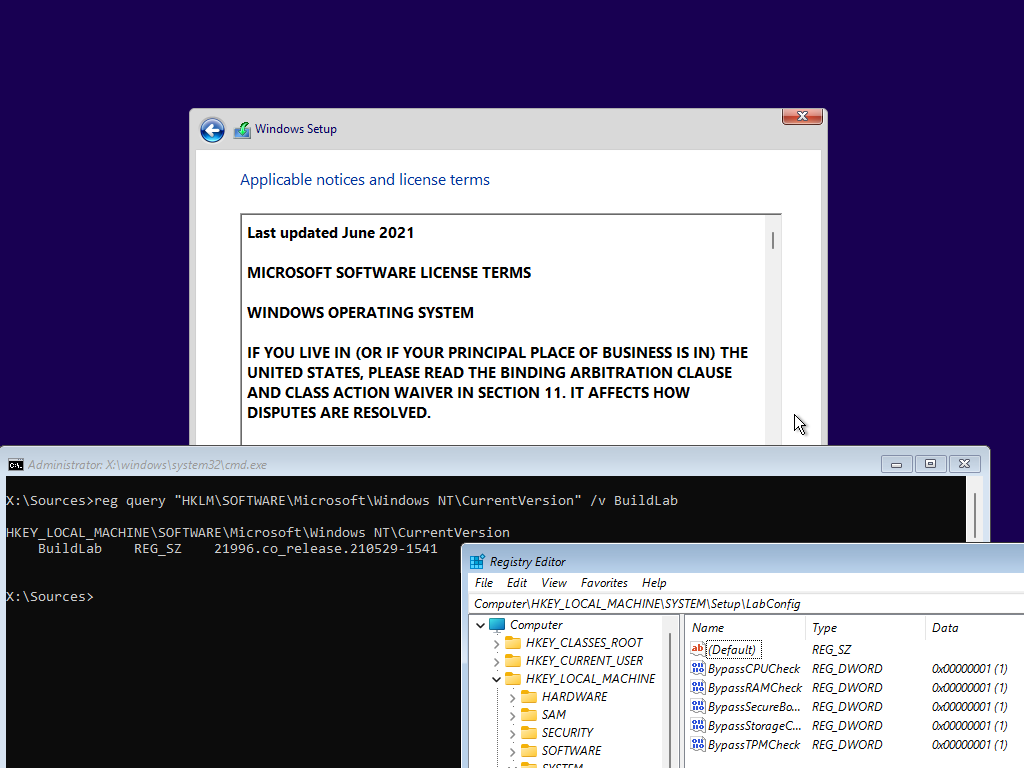 Windows Setup
Applicable notices and license terms
Last updated June 2021
MICROSOFT SOFTWARE LICENSE TERMS
WINDOWS OPERATING SYSTEM
IF YOU LIVE IN (OR IF YOUR PRINCIPAL PLACE OF BUSINESS IS IN) THE
UNITED STATES, PLEASE READ THE BINDING ARBITRATION CLAUSE
AND CLASS ACTION WAIVER IN SECTION 11. IT AFFECTS HOW
DISPUTES ARE RESOLVED.
Administrator: X:\windows\system32\cmd.exe
X:\Sources>reg query "HKLM\SOFTWARE\Microsoft\Windows NT\CurrentVersion" /v BuildLab
HKEY_LOCAL_MACHINE\SOFTWARE\Microsoft\Windows NT\CurrentVersion
BuildLab REG_SZ 21996.co_release.210529-1541
X:\Sources>
Registry Editor
File Edit View Favorites Help
Computer\HKEY_LOCAL_MACHINE\SYSTEM\Setup\LabConfig
Computer
HKEY_CLASSES_ROOT
HKEY_CURRENT_USER
HKEY_LOCAL_MACHINE
HARDWARE
SAM
SECURITY
SOFTWARE
SYSTEM
Name Type Data
(Default) REG_SZ
BypassCPUCheck REG_DWORD 0x00000001 (1)
BypassRAMCheck REG_DWORD 0x00000001 (1)
BypassSecureBo... REG_DWORD 0x00000001 (1)
BypassStorageC... REG_DWORD 0x00000001 (1)
BypassTPMCheck REG_DWORD 0x00000001 (1)